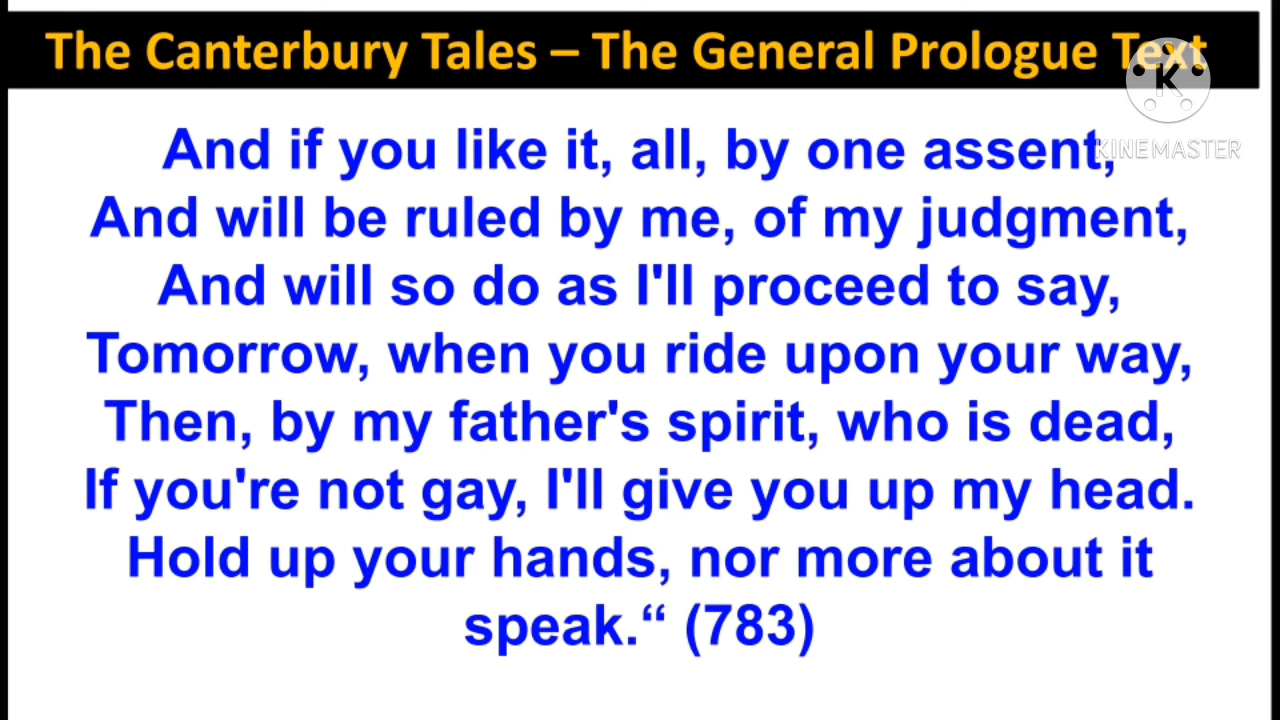 The Canterbury Tales – The General Prologue Text
K
KINEMASTER
And if you like it, all, by one assent,
And will be ruled by me, of my judgment,
And will so do as I'll proceed to say,
Tomorrow, when you ride upon your way,
Then, by my father's spirit, who is dead,
If you're not gay, I'll give you up my head.
Hold up your hands, nor more about it
speak.“ (783)